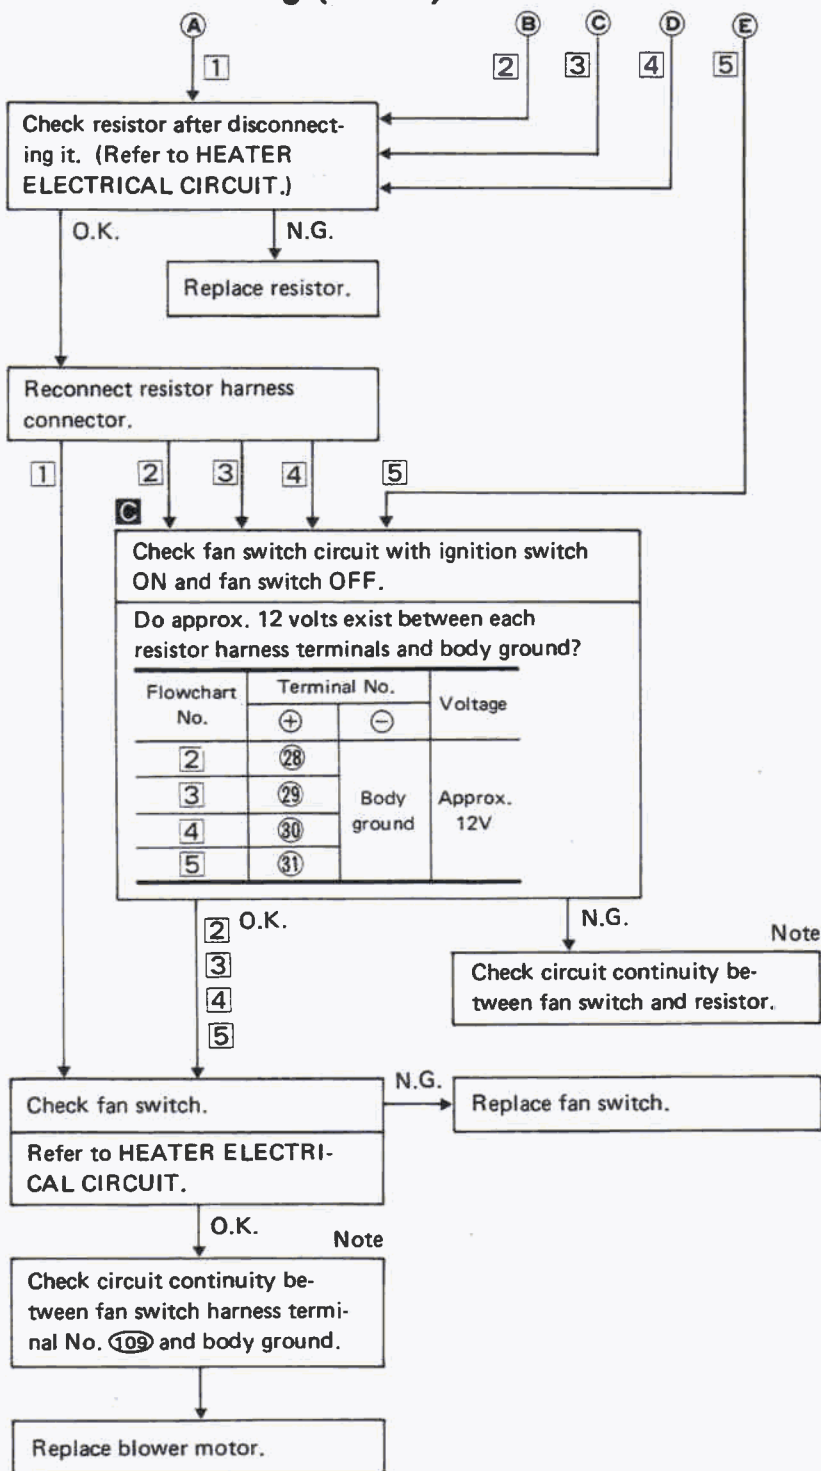 Ⓐ Ⓑ Ⓒ Ⓓ Ⓔ
1 2 3 4 5
Check resistor after disconnect-
ing it. (Refer to HEATER
ELECTRICAL CIRCUIT.)
O.K. N.G.
Replace resistor.
Reconnect resistor harness
connector.
1 2 3 4 5
C
Check fan switch circuit with ignition switch
ON and fan switch OFF.
Do approx. 12 volts exist between each
resistor harness terminals and body ground?
Flowchart No. Terminal No. Voltage
⊕ ⊖
2 ㉘ Body ground Approx. 12V
3 ㉙
4 ㉚
5 ㉛
2 O.K.
3
4
5
N.G.
Note
Check circuit continuity be-
tween fan switch and resistor.
Check fan switch.
N.G.
Replace fan switch.
Refer to HEATER ELECTRI-
CAL CIRCUIT.
O.K.
Note
Check circuit continuity be-
tween fan switch harness termi-
nal No. (109) and body ground.
Replace blower motor.